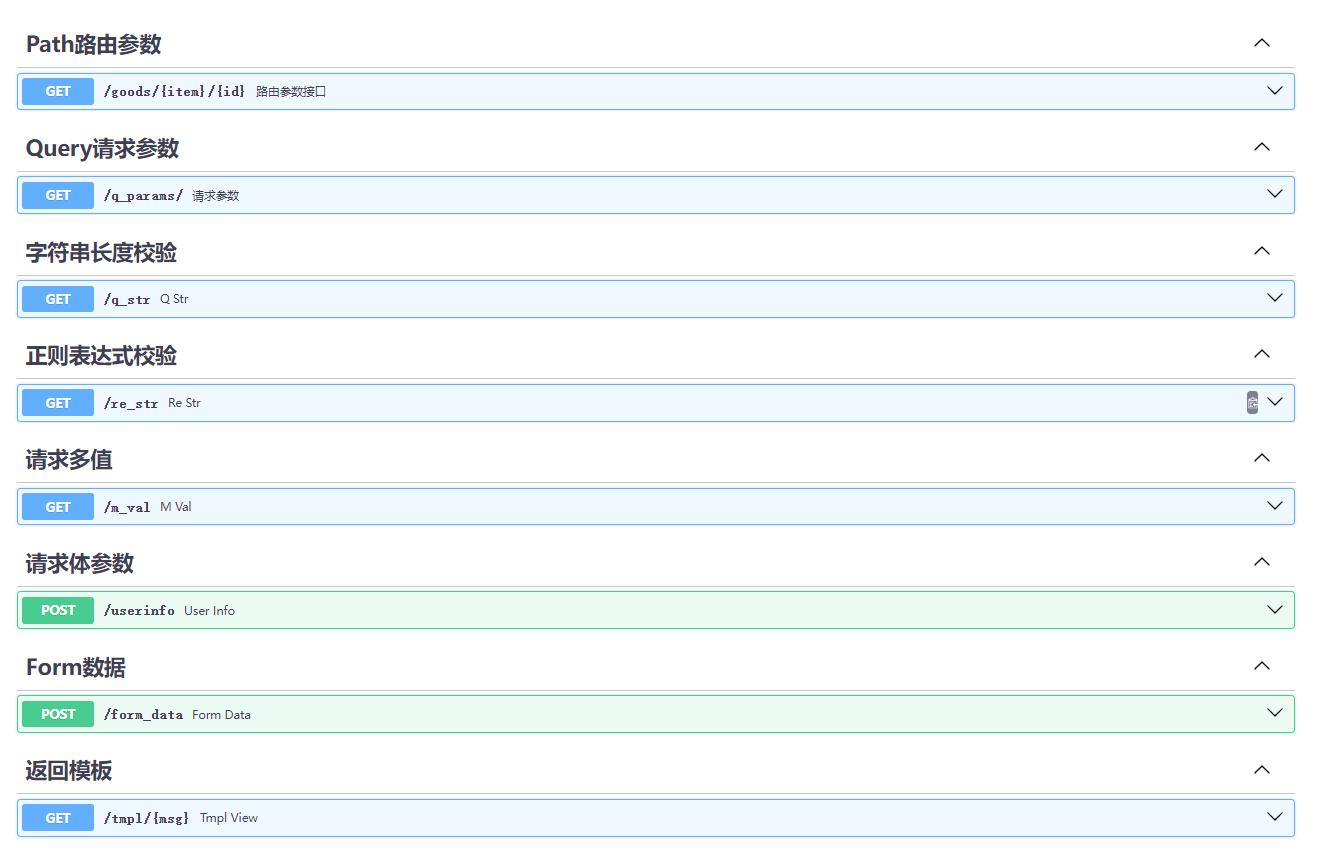 Path路由参数
GET /goods/{item}/{id} 路由参数接口
Query请求参数
GET /q_params/ 请求参数
字符串长度校验
GET /q_str Q Str
正则表达式校验
GET /re_str Re Str
请求多值
GET /m_val M Val
请求体参数
POST /userinfo User Info
Form数据
POST /form_data Form Data
返回模板
GET /tmpl/{msg} Tmpl View